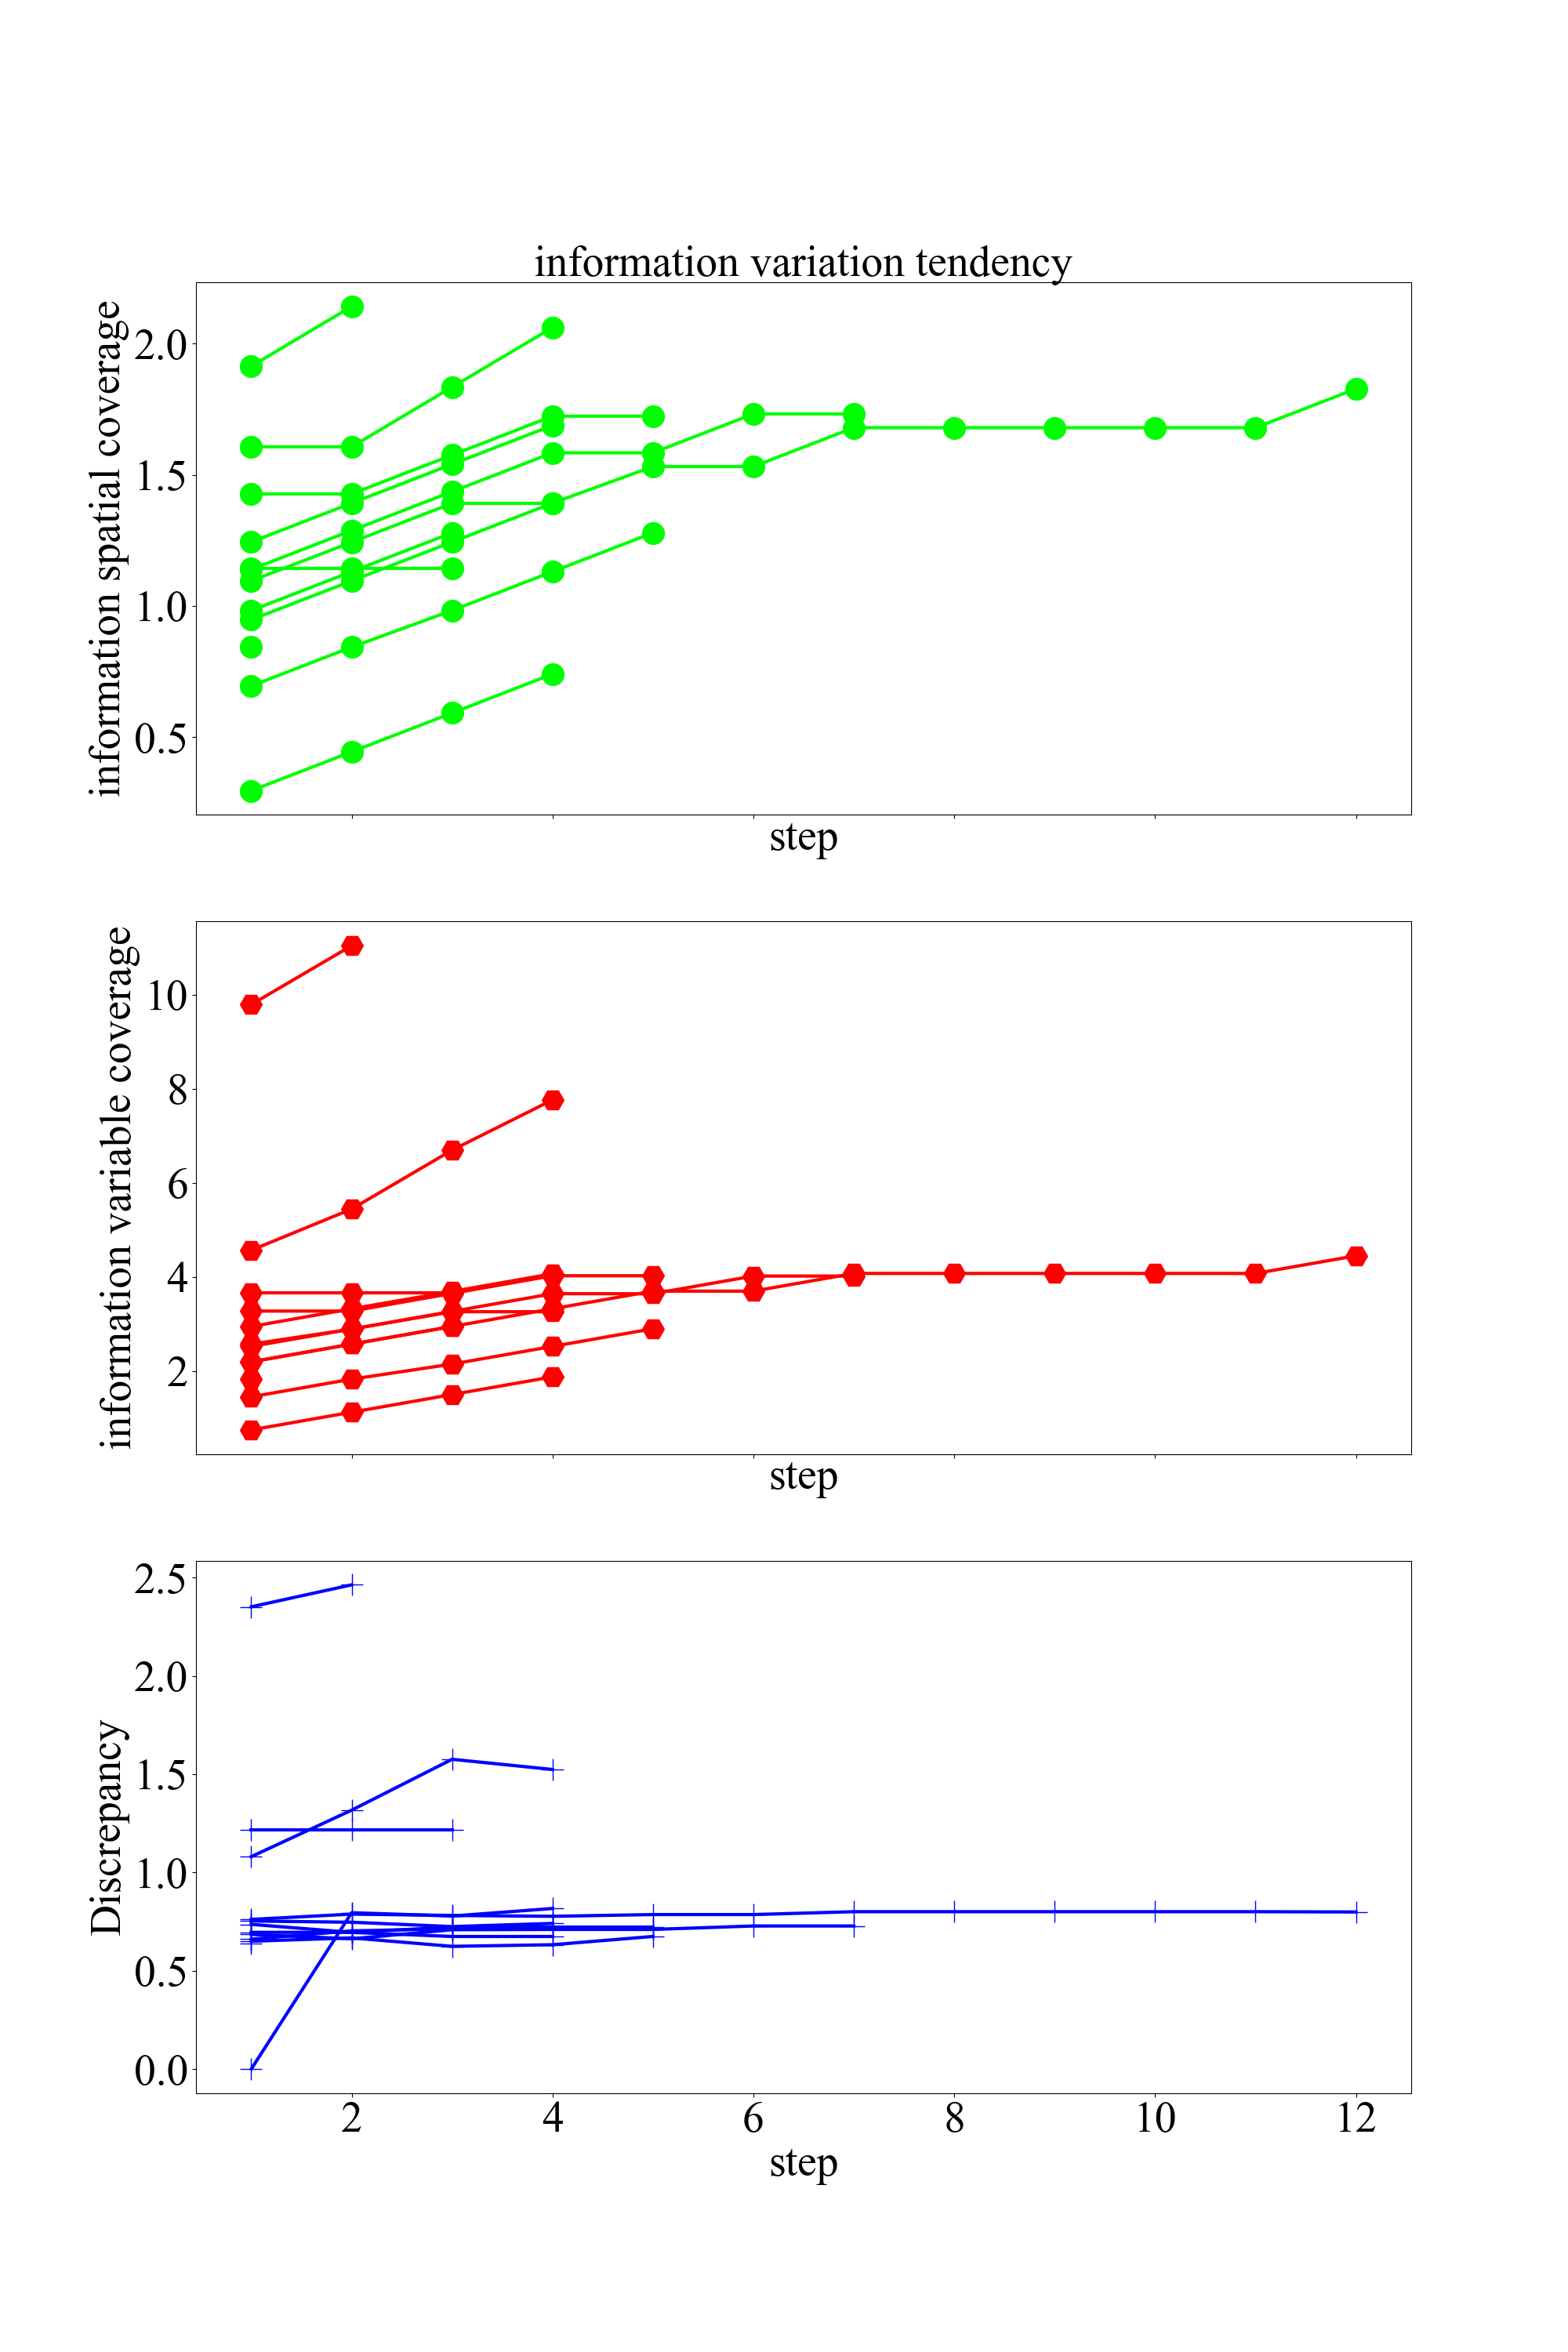 information variation tendency
information spatial coverage
2.0
1.5
1.0
0.5
step
information variable coverage
10
8
6
4
2
step
Discrepancy
2.5
2.0
1.5
1.0
0.5
0.0
2 4 6 8 10 12
step